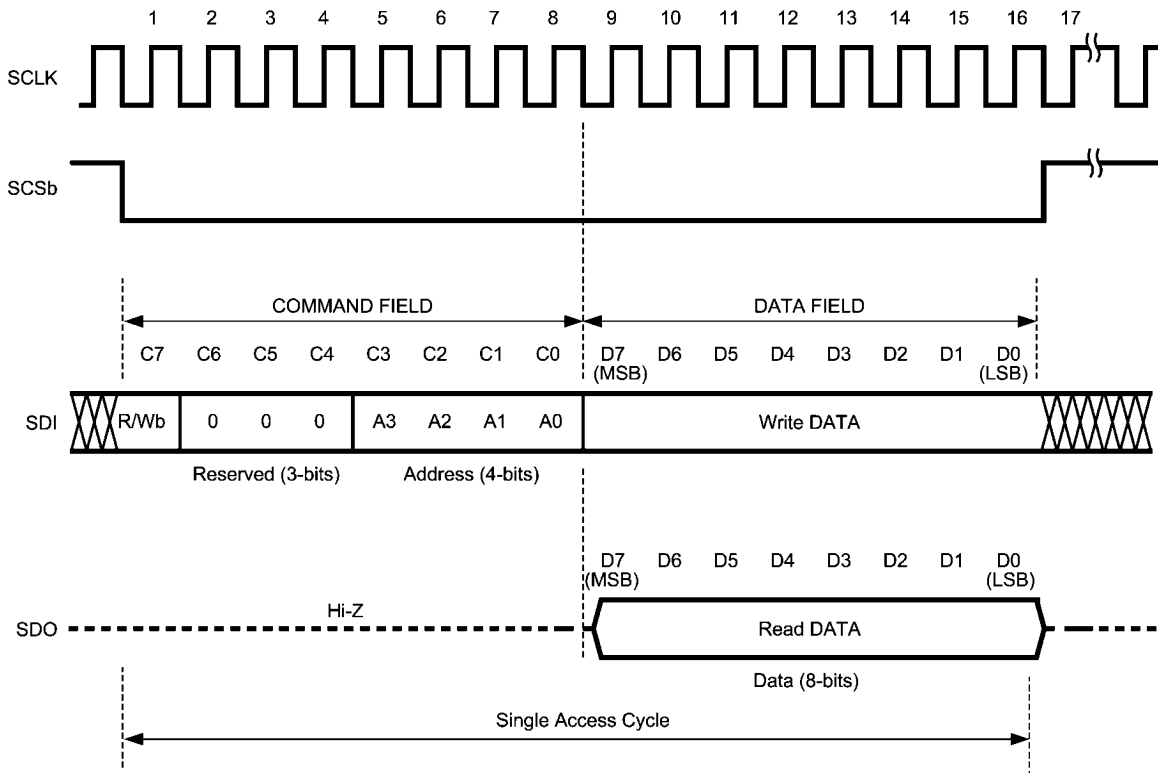 1 2 3 4 5 6 7 8 9 10 11 12 13 14 15 16 17
SCLK
SCSb
COMMAND FIELD DATA FIELD
C7 C6 C5 C4 C3 C2 C1 C0 D7 D6 D5 D4 D3 D2 D1 D0
(MSB) (LSB)
SDI R/Wb 0 0 0 A3 A2 A1 A0 Write DATA
Reserved (3-bits) Address (4-bits)
D7 D6 D5 D4 D3 D2 D1 D0
(MSB) (LSB)
Hi-Z
SDO Read DATA
Data (8-bits)
Single Access Cycle